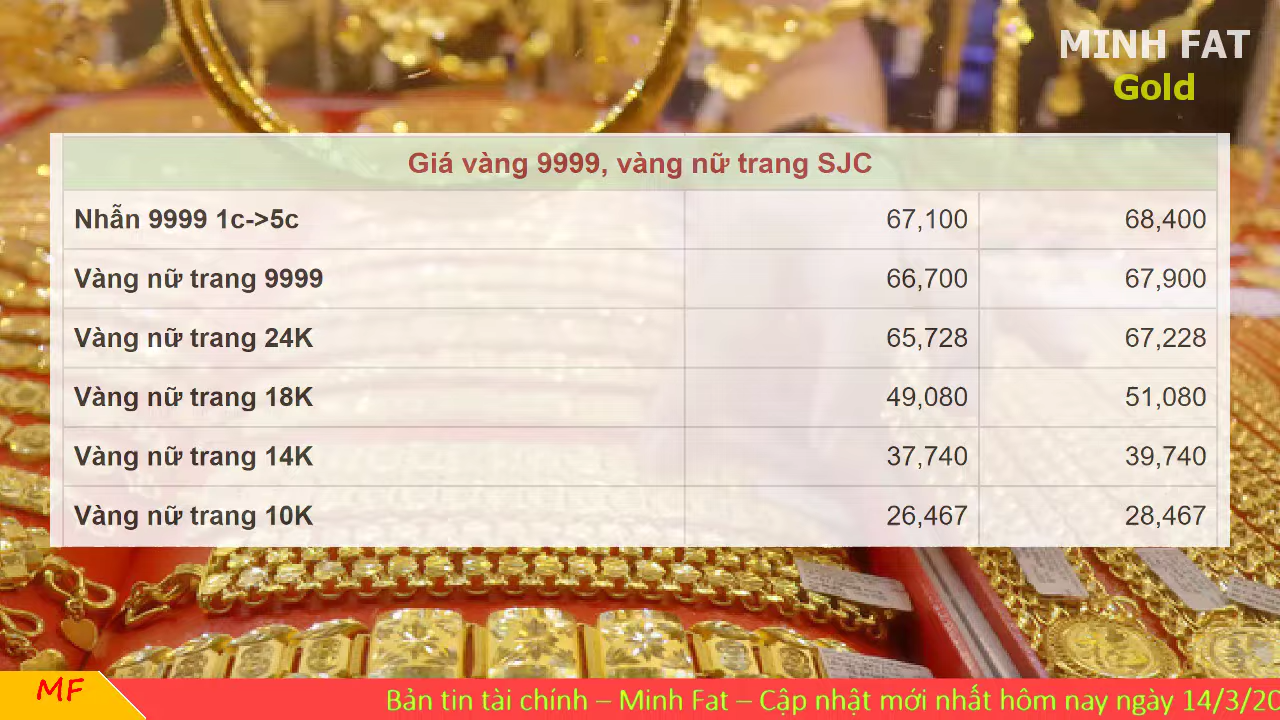 MINH FAT
Gold
Giá vàng 9999, vàng nữ trang SJC
Nhẫn 9999 1c->5c 67,100 68,400
Vàng nữ trang 9999 66,700 67,900
Vàng nữ trang 24K 65,728 67,228
Vàng nữ trang 18K 49,080 51,080
Vàng nữ trang 14K 37,740 39,740
Vàng nữ trang 10K 26,467 28,467
MF Bản tin tài chính – Minh Fat – Cập nhật mới nhất hôm nay ngày 14/3/20